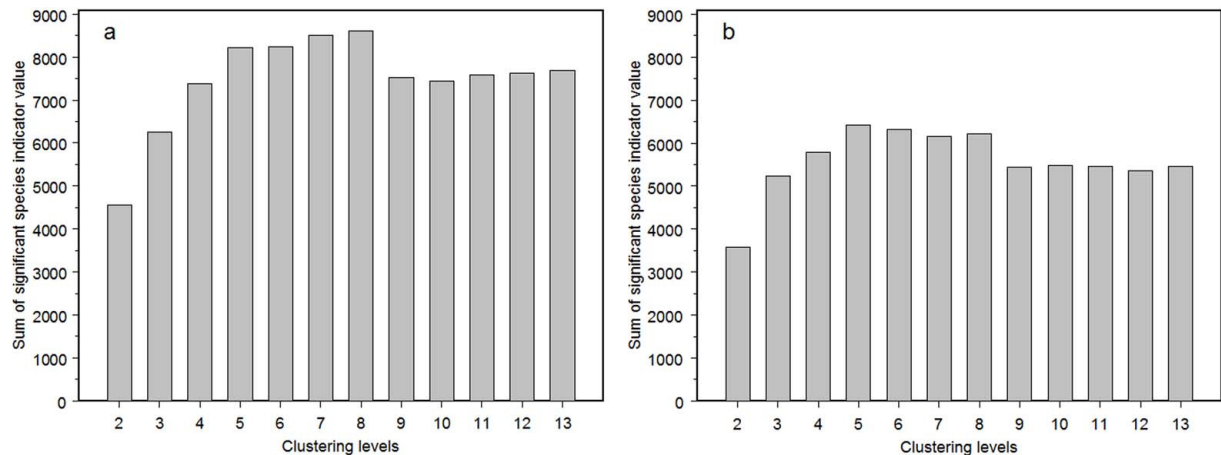 a
9000
8000
7000
6000
5000
4000
3000
2000
1000
0
Sum of significant species indicator value
2 3 4 5 6 7 8 9 10 11 12 13
Clustering levels
b
9000
8000
7000
6000
5000
4000
3000
2000
1000
0
Sum of significant species indicator value
2 3 4 5 6 7 8 9 10 11 12 13
Clustering levels